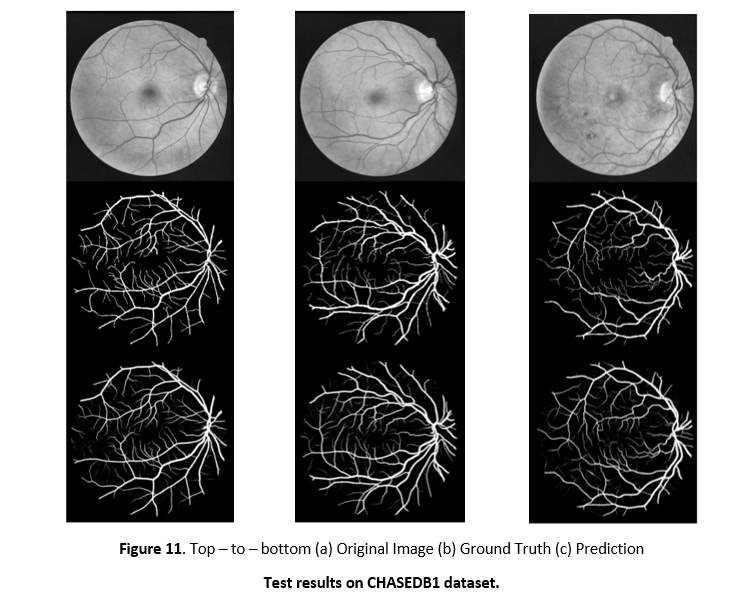 Figure 11. Top – to – bottom (a) Original Image (b) Ground Truth (c) Prediction
Test results on CHASEDB1 dataset.